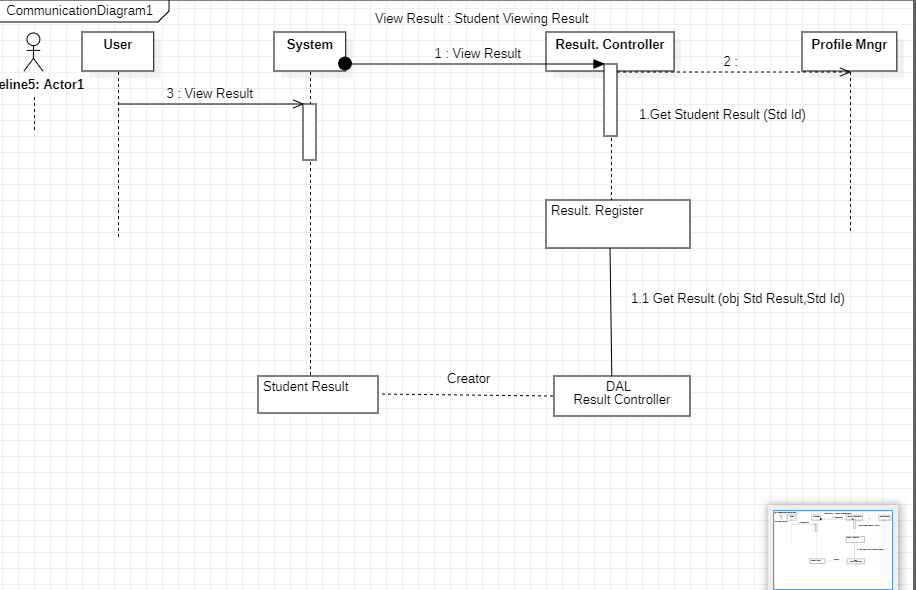 CommunicationDiagram1
View Result : Student Viewing Result
User
System
Result. Controller
Profile Mngr
1 : View Result
2 :
eline5: Actor1
3 : View Result
1.Get Student Result (Std Id)
Result. Register
1.1 Get Result (obj Std Result,Std Id)
Creator
Student Result
DAL
Result Controller